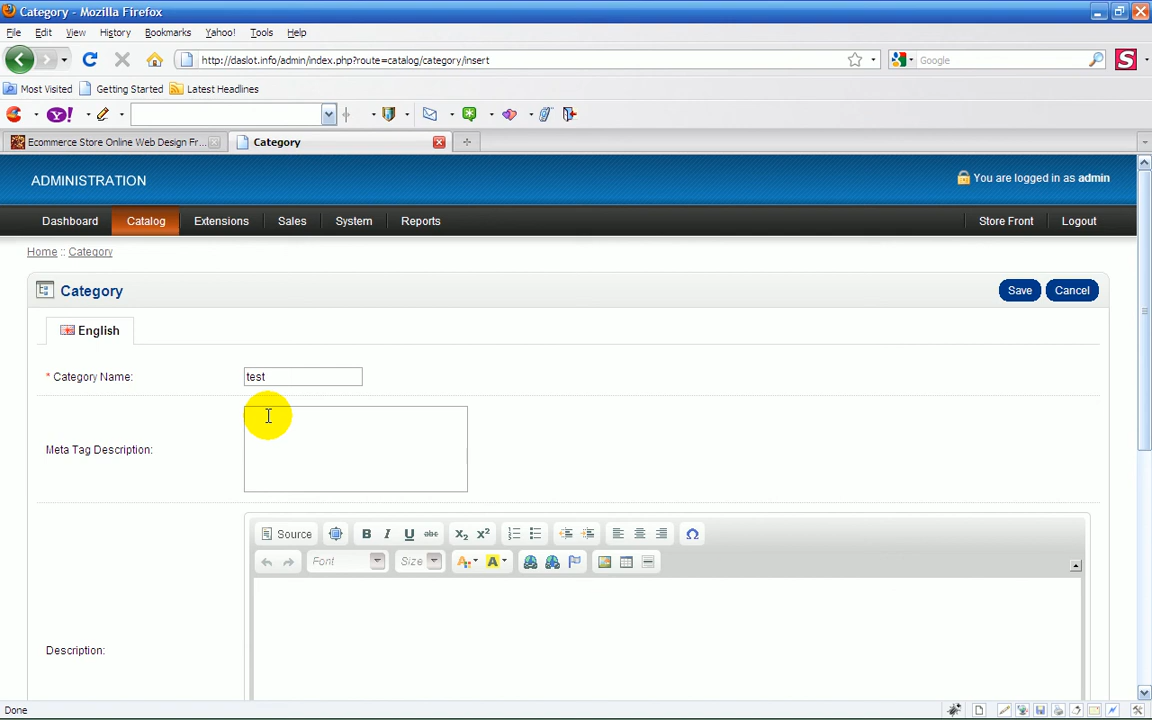 Category - Mozilla Firefox
File Edit View History Bookmarks Yahoo! Tools Help
http://daslot.info/admin/index.php?route=catalog/category/insert Google S
Most Visited Getting Started Latest Headlines
Y!
Ecommerce Store Online Web Design Fr... Category
ADMINISTRATION You are logged in as admin
Dashboard Catalog Extensions Sales System Reports Store Front Logout
Home :: Category
Category Save Cancel
English
* Category Name: test
Meta Tag Description:
Source B I U abc X2 X2
Font Size A A
Description:
Done